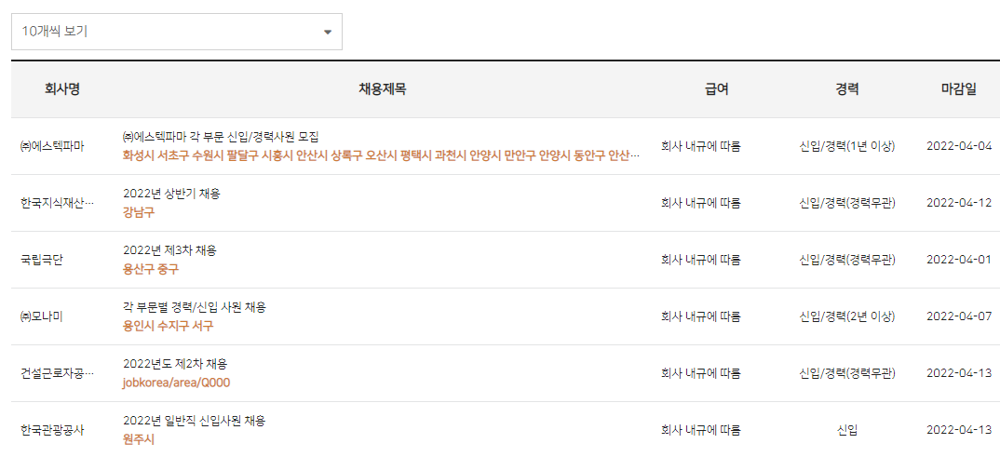 10개씩 보기
회사명 채용제목 급여 경력 마감일
㈜에스텍파마 ㈜에스텍파마 각 부문 신입/경력사원 모집 회사 내규에 따름 신입/경력(1년 이상) 2022-04-04
화성시 서초구 수원시 팔달구 시흥시 안산시 상록구 오산시 평택시 과천시 안양시 만안구 안양시 동안구 안산…
한국지식재산… 2022년 상반기 채용 회사 내규에 따름 신입/경력(경력무관) 2022-04-12
강남구
국립극단 2022년 제3차 채용 회사 내규에 따름 신입/경력(경력무관) 2022-04-01
용산구 중구
㈜모나미 각 부문별 경력/신입 사원 채용 회사 내규에 따름 신입/경력(2년 이상) 2022-04-07
용인시 수지구 서구
건설근로자공… 2022년도 제2차 채용 회사 내규에 따름 신입/경력(경력무관) 2022-04-13
jobkorea/area/Q000
한국관광공사 2022년 일반직 신입사원 채용 회사 내규에 따름 신입 2022-04-13
원주시